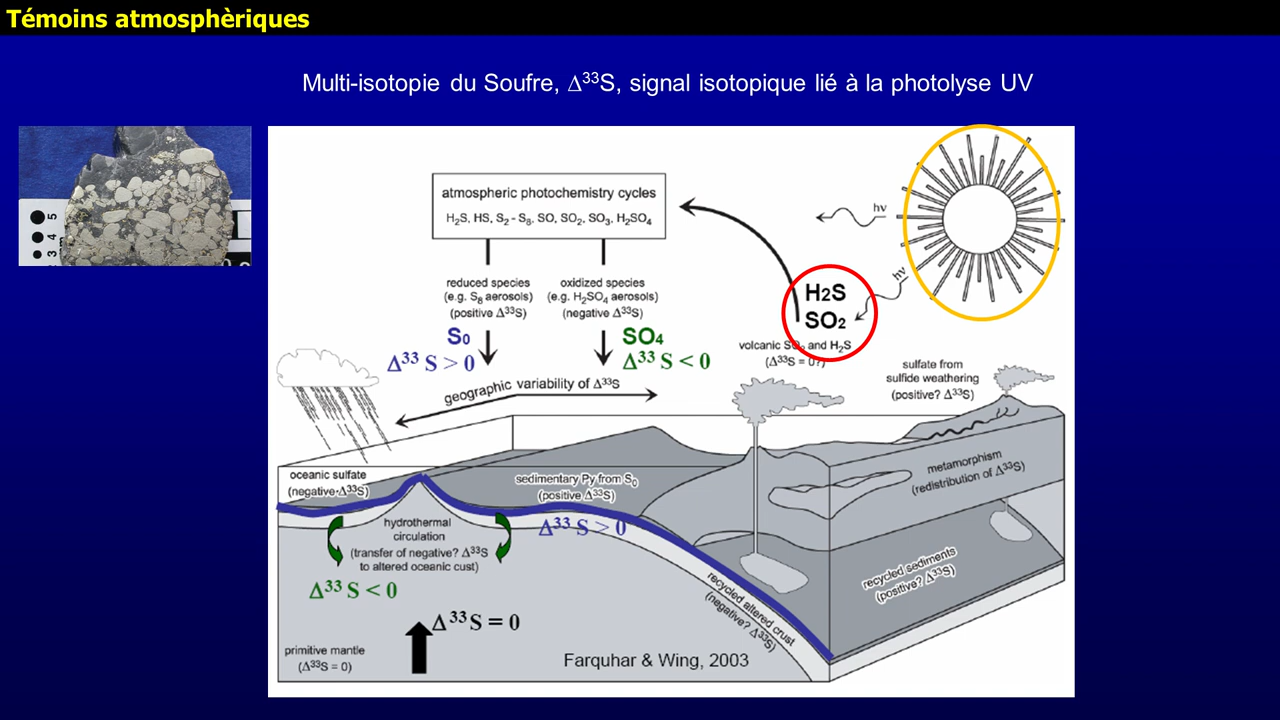 Témoins atmosphèriques
Multi-isotopie du Soufre, Δ³³S, signal isotopique lié à la photolyse UV
5
4
3
atmospheric photochemistry cycles
H₂S, HS, S₂ - S₈. SO, SO₂. SO₃. H₂SO₄
hν
hν
H₂S
SO₂
reduced species
(e.g. S₈ aerosols)
(positive Δ³³S)
oxidized species
(e.g. H₂SO₄ aerosols)
(negative Δ³³S)
S₀
Δ³³ S > 0
SO₄
Δ³³ S < 0
volcanic SO₂ and H₂S
(Δ³³S = 0?)
sulfate from
sulfide weathering
(positive? Δ³³S)
geographic variability of Δ³³S
oceanic sulfate
(negative-Δ³³S)
sedimentary Py from S₀
(positive Δ³³S)
Δ³³ S > 0
metamorphism
(redistribution of Δ³³S)
hydrothermal
circulation
(transfer of negative? Δ³³S
to altered oceanic cust)
Δ³³ S < 0
recycled sediments
(positive? Δ³³S)
recycled altered crust
(negative? Δ³³S)
Δ³³ S = 0
primitive mantle
(Δ³³S = 0)
Farquhar & Wing, 2003